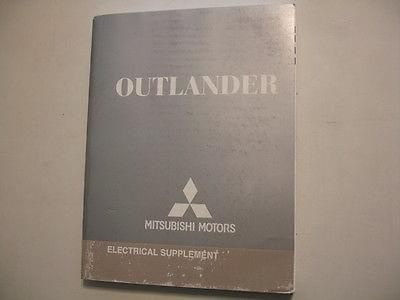 OUTLANDER
MITSUBISHI MOTORS
ELECTRICAL SUPPLEMENT